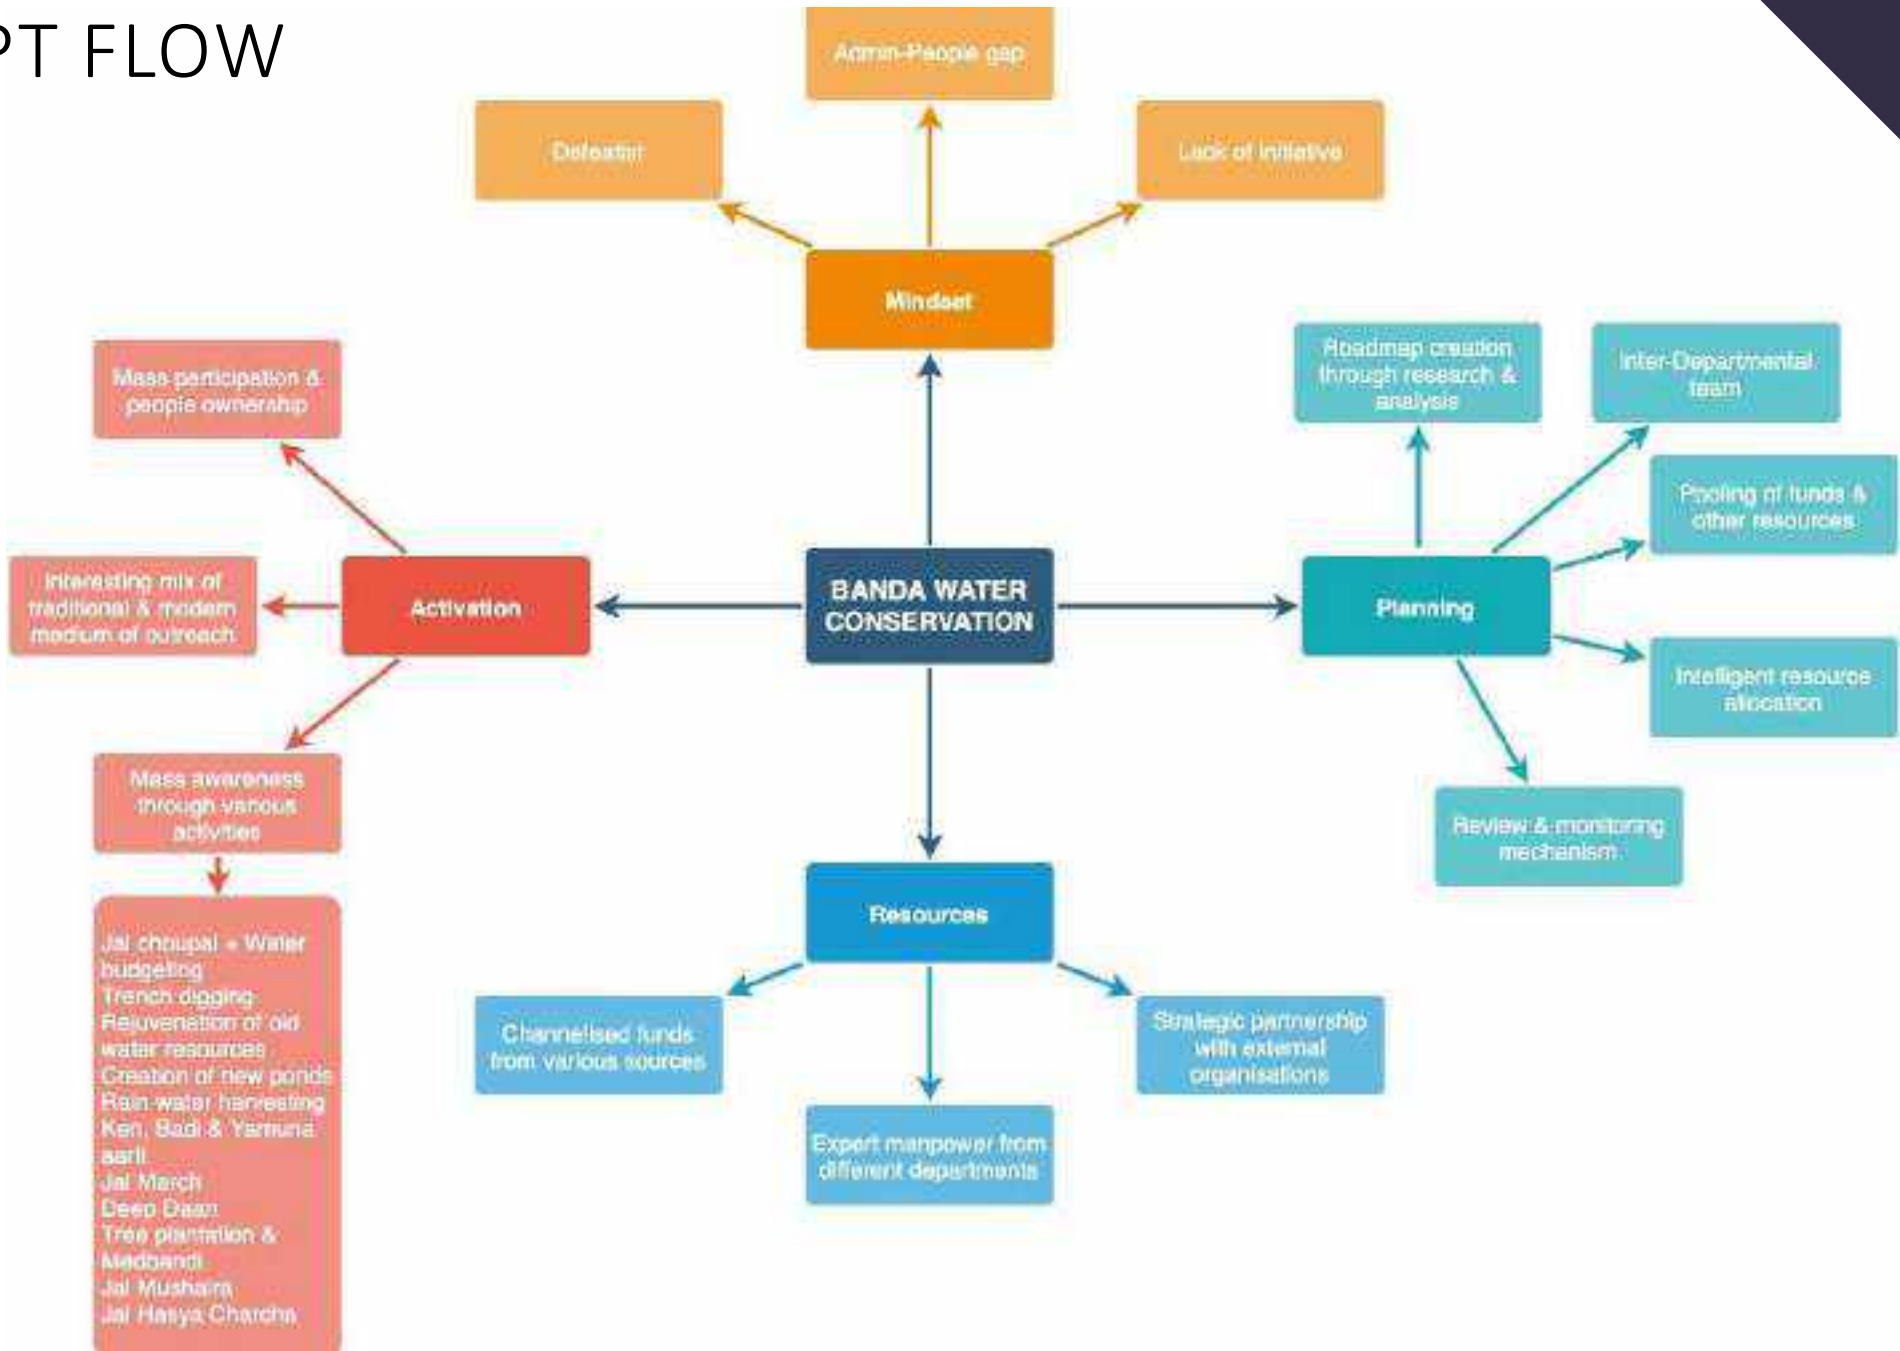 PT FLOW
Admin-People gap
Defeatist
Lack of initiative
Mindset
Mass participation &
people ownership
Roadmap creation
through research &
analysis
Inter-Departmental
team
Pooling of funds &
other resources
Interesting mix of
traditional & modern
medium of outreach
Activation
BANDA WATER
CONSERVATION
Planning
Intelligent resource
allocation
Mass awareness
through various
activities
Review & monitoring
mechanism
Resources
Jal choupal + Water
budgeting
Trench digging
Rejuvenation of old
water resources
Creation of new ponds
Rain water harvesting
Ken, Badi & Yamuna
aarti
Jal March
Deep Daan
Tree plantation &
Medbandi
Jal Mushaira
Jal Hasya Charcha
Channelised funds
from various sources
Strategic partnership
with external
organisations
Expert manpower from
different departments